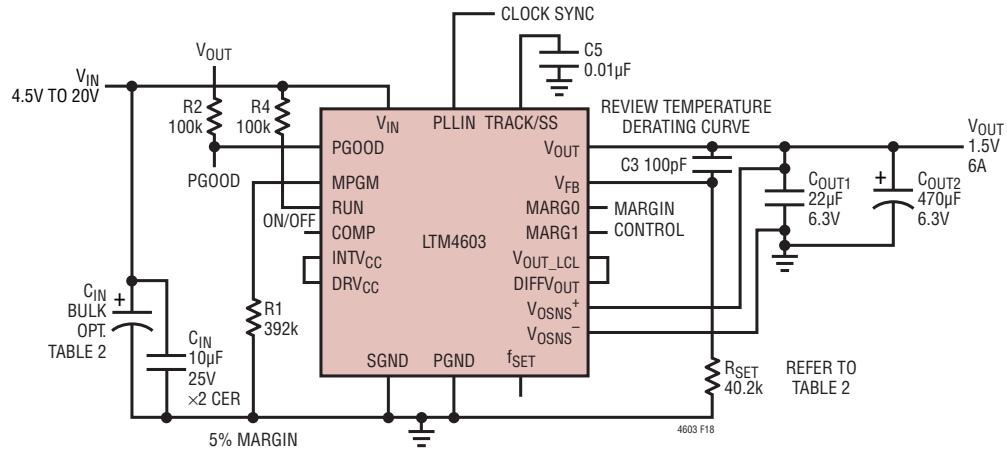 CLOCK SYNC
C5
0.01µF
VOUT
VIN
4.5V TO 20V
R2
100k
R4
100k
PGOOD
VIN
PLLIN
TRACK/SS
REVIEW TEMPERATURE
DERATING CURVE
VOUT
1.5V
6A
PGOOD
MPGM
RUN
COMP
INTVCC
DRVCC
ON/OFF
LTM4603
VOUT
VFB
MARG0
MARG1
VOUT_LCL
DIFFVOUT
VOSNS+
VOSNS–
C3 100pF
MARGIN
CONTROL
COUT1
22µF
6.3V
+
COUT2
470µF
6.3V
CIN
BULK
OPT.
TABLE 2
+
CIN
10µF
25V
×2 CER
R1
392k
SGND
PGND
fSET
RSET
40.2k
REFER TO
TABLE 2
5% MARGIN
4603 F18